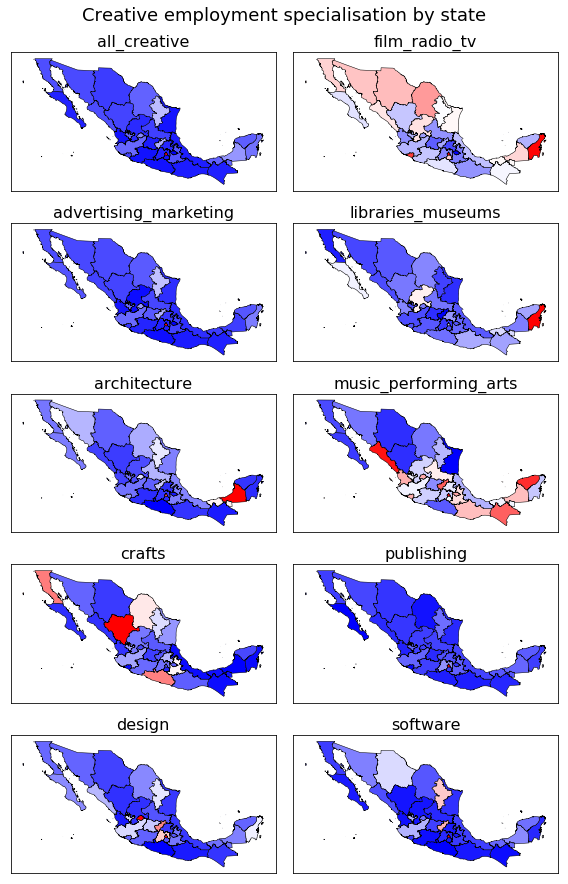 Creative employment specialisation by state
all_creative
film_radio_tv
advertising_marketing
libraries_museums
architecture
music_performing_arts
crafts
publishing
design
software